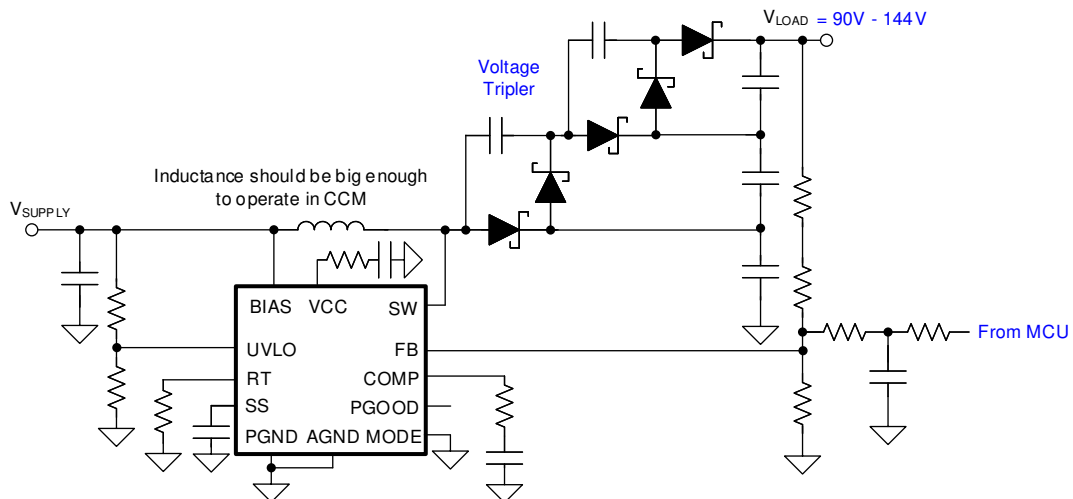 VLOAD = 90V - 144V
Voltage
Tripler
Inductance should be big enough
to operate in CCM
VSUPPLY
BIAS VCC SW
UVLO FB
RT COMP
SS PGOOD
PGND AGND MODE
From MCU